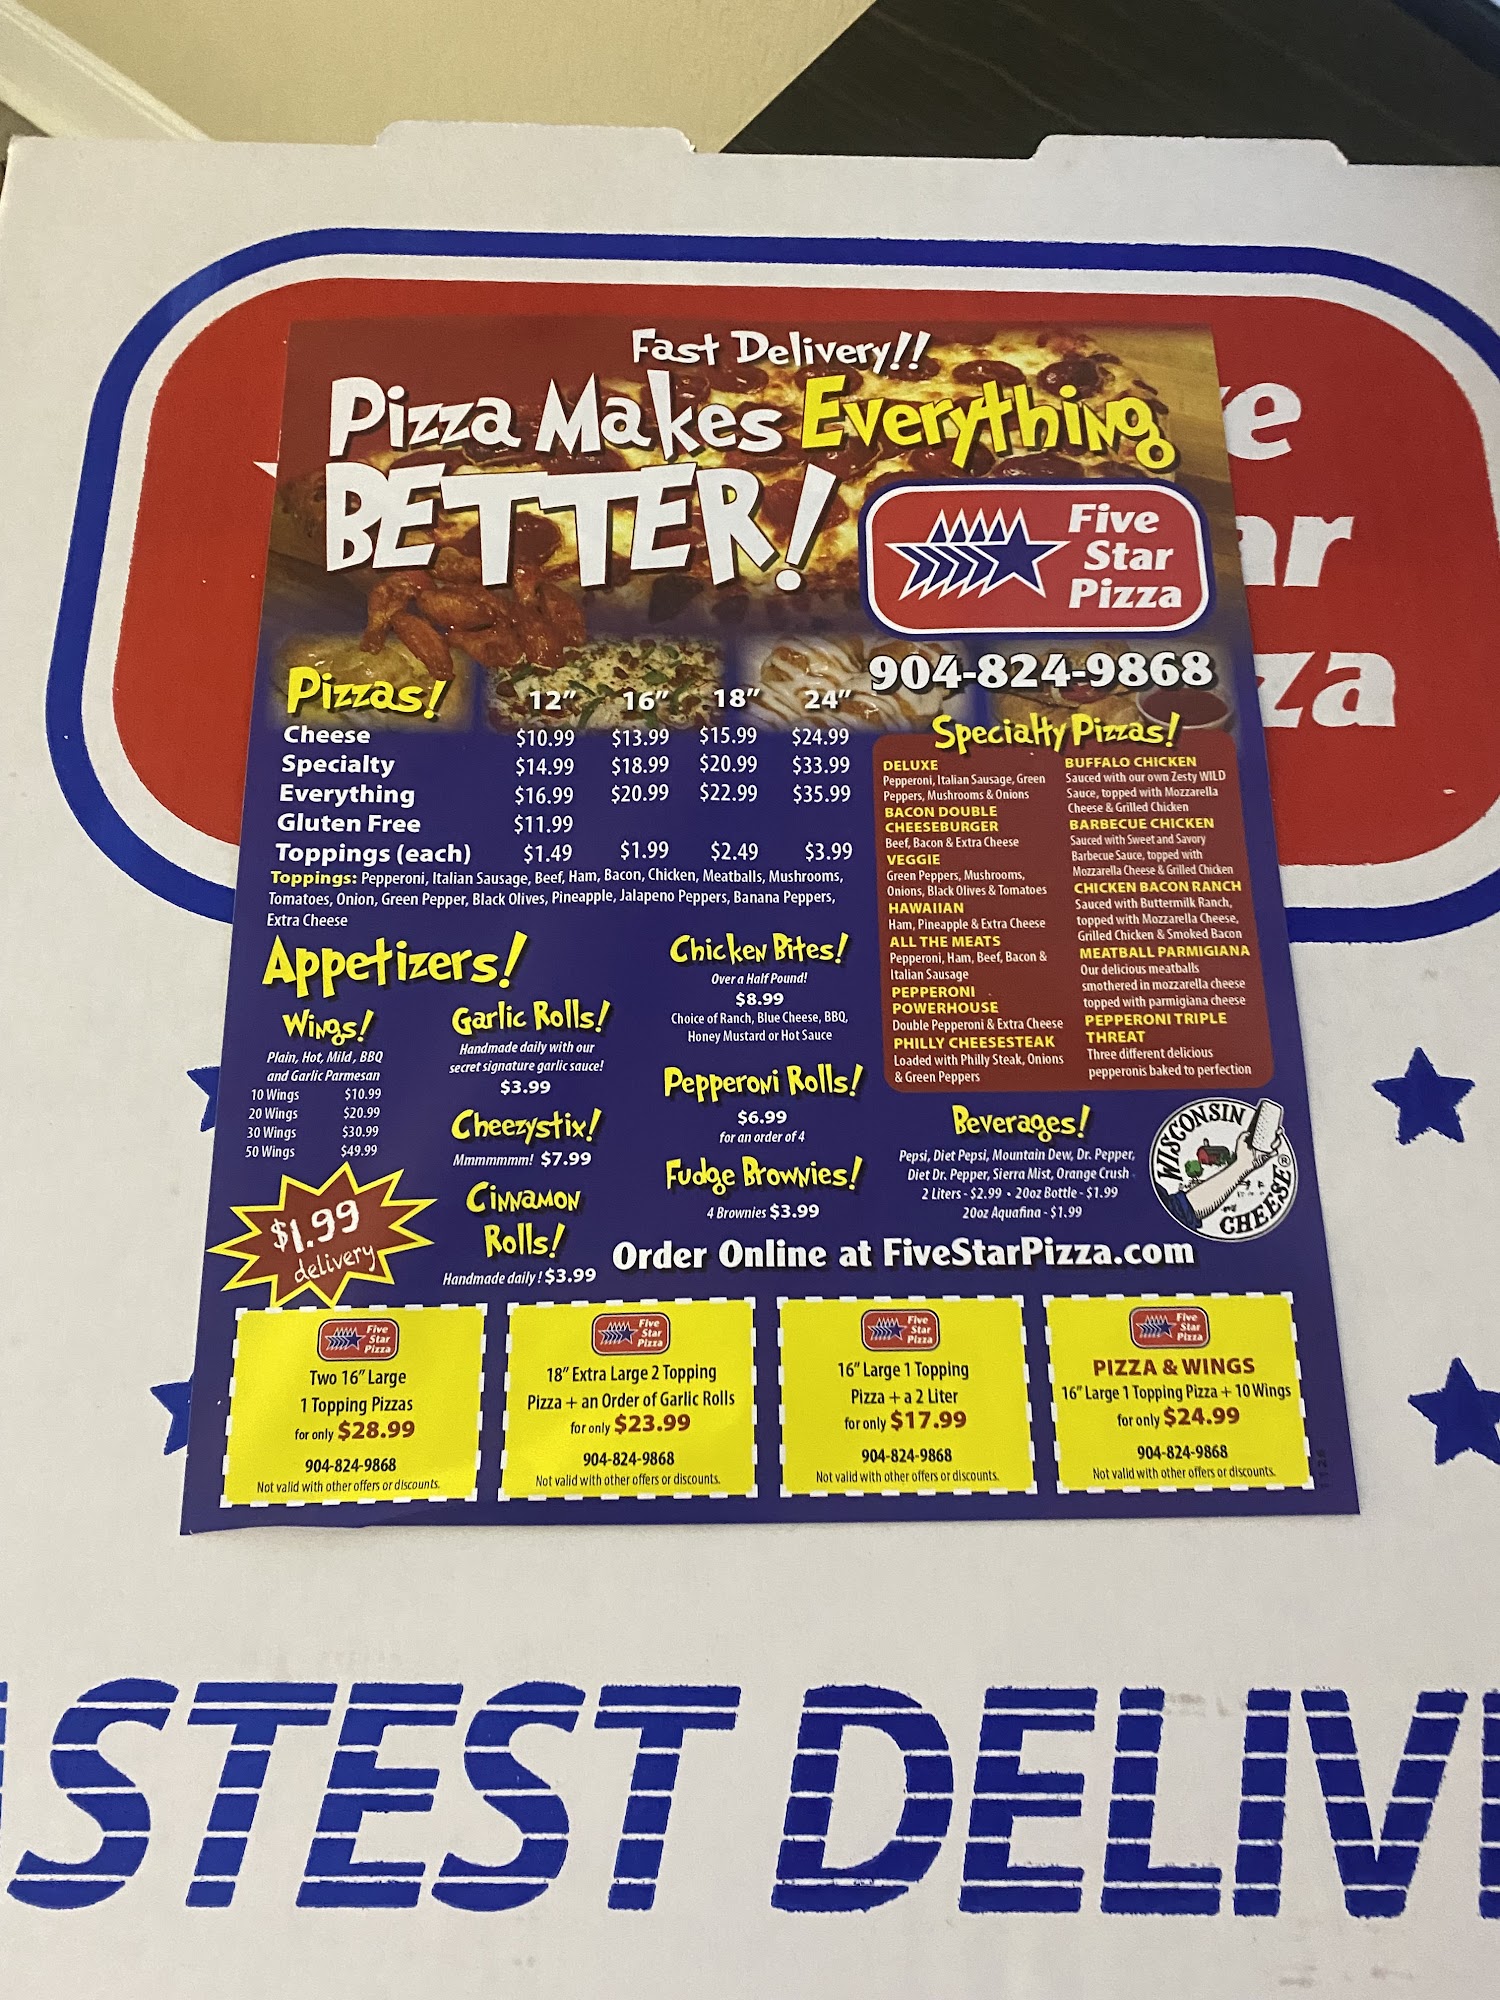 Fast Delivery!!
Pizza Makes Everything
BETTER!
Five
Star
Pizza
904-824-9868
Pizzas!
12” 16” 18” 24”
Cheese $10.99 $13.99 $15.99 $24.99
Specialty $14.99 $18.99 $20.99 $33.99
Everything $16.99 $20.99 $22.99 $35.99
Gluten Free $11.99
Toppings (each) $1.49 $1.99 $2.49 $3.99
Toppings: Pepperoni, Italian Sausage, Beef, Ham, Bacon, Chicken, Meatballs, Mushrooms,
Tomatoes, Onion, Green Pepper, Black Olives, Pineapple, Jalapeno Peppers, Banana Peppers,
Extra Cheese
Specialty Pizzas!
DELUXE
Pepperoni, Italian Sausage, Green
Peppers, Mushrooms & Onions
BACON DOUBLE
CHEESEBURGER
Beef, Bacon & Extra Cheese
VEGGIE
Green Peppers, Mushrooms,
Onions, Black Olives & Tomatoes
HAWAIIAN
Ham, Pineapple & Extra Cheese
ALL THE MEATS
Pepperoni, Ham, Beef, Bacon &
Italian Sausage
PEPPERONI
POWERHOUSE
Double Pepperoni & Extra Cheese
PHILLY CHEESESTEAK
Loaded with Philly Steak, Onions
& Green Peppers
BUFFALO CHICKEN
Sauced with our own Zesty WILD
Sauce, topped with Mozzarella
Cheese & Grilled Chicken
BARBECUE CHICKEN
Sauced with Sweet and Savory
Barbecue Sauce, topped with
Mozzarella Cheese & Grilled Chicken
CHICKEN BACON RANCH
Sauced with Buttermilk Ranch,
topped with Mozzarella Cheese,
Grilled Chicken & Smoked Bacon
MEATBALL PARMIGIANA
Our delicious meatballs
smothered in mozzarella cheese
topped with parmigiana cheese
PEPPERONI TRIPLE
THREAT
Three different delicious
pepperonis baked to perfection
Appetizers!
Wings!
Plain, Hot, Mild, BBQ
and Garlic Parmesan
10 Wings $10.99
20 Wings $20.99
30 Wings $30.99
50 Wings $49.99
$1.99
delivery
Garlic Rolls!
Handmade daily with our
secret signature garlic sauce!
$3.99
Cheezystix!
Mmmmmmm! $7.99
Cinnamon
Rolls!
Handmade daily! $3.99
Chicken Bites!
Over a Half Pound!
$8.99
Choice of Ranch, Blue Cheese, BBQ,
Honey Mustard or Hot Sauce
Pepperoni Rolls!
$6.99
for an order of 4
Fudge Brownies!
4 Brownies $3.99
Beverages!
Pepsi, Diet Pepsi, Mountain Dew, Dr. Pepper,
Diet Dr. Pepper, Sierra Mist, Orange Crush
2 Liters - $2.99 • 20oz Bottle - $1.99
20oz Aquafina - $1.99
WISCONSIN
CHEESE®
Order Online at FiveStarPizza.com
Five
Star
Pizza
Two 16” Large
1 Topping Pizzas
for only $28.99
904-824-9868
Not valid with other offers or discounts.
Five
Star
Pizza
18” Extra Large 2 Topping
Pizza + an Order of Garlic Rolls
for only $23.99
904-824-9868
Not valid with other offers or discounts.
Five
Star
Pizza
16” Large 1 Topping
Pizza + a 2 Liter
for only $17.99
904-824-9868
Not valid with other offers or discounts.
Five
Star
Pizza
PIZZA & WINGS
16” Large 1 Topping Pizza + 10 Wings
for only $24.99
904-824-9868
Not valid with other offers or discounts.
e
ar
za
STEST DELIV